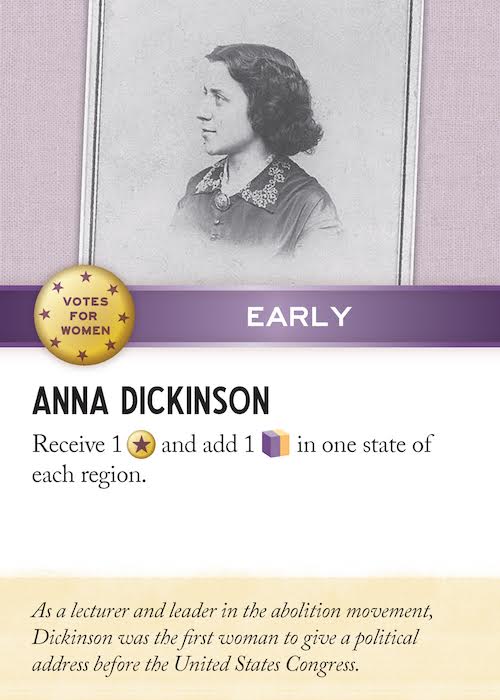 VOTES
FOR
WOMEN
EARLY
ANNA DICKINSON
Receive 1 and add 1 in one state of
each region.
As a lecturer and leader in the abolition movement,
Dickinson was the first woman to give a political
address before the United States Congress.